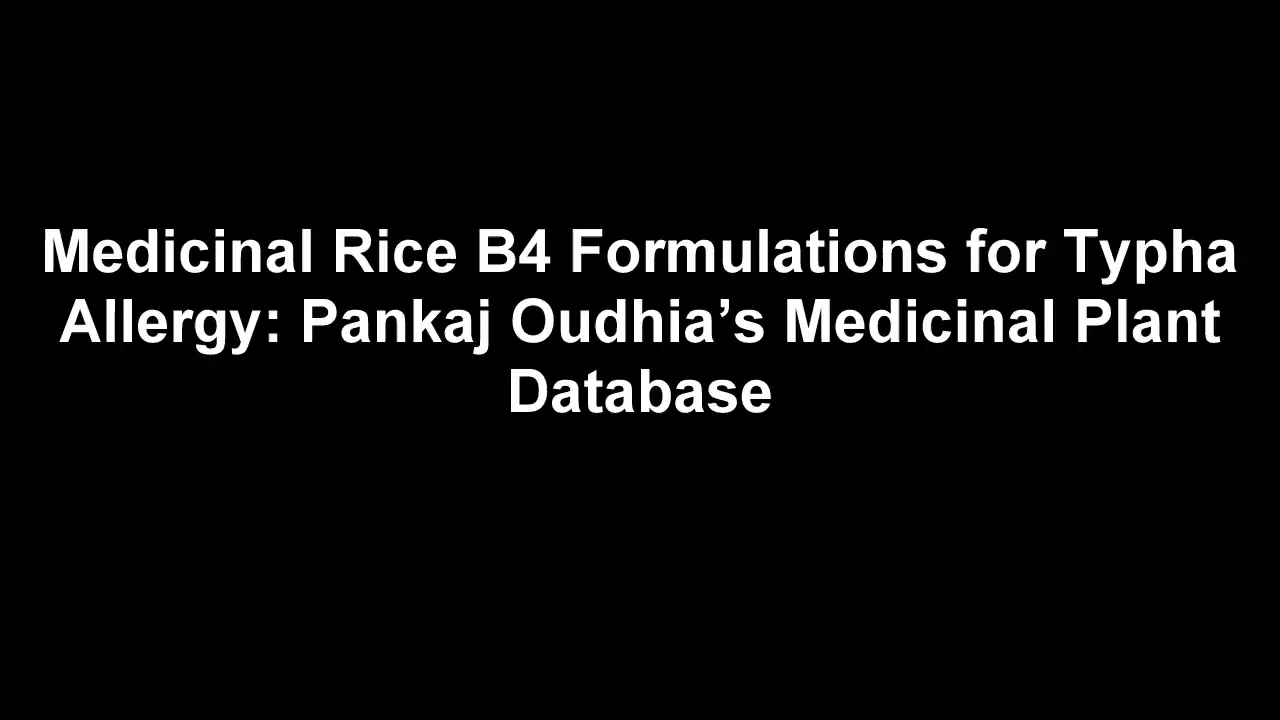 Medicinal Rice B4 Formulations for Typha
Allergy: Pankaj Oudhia’s Medicinal Plant
Database